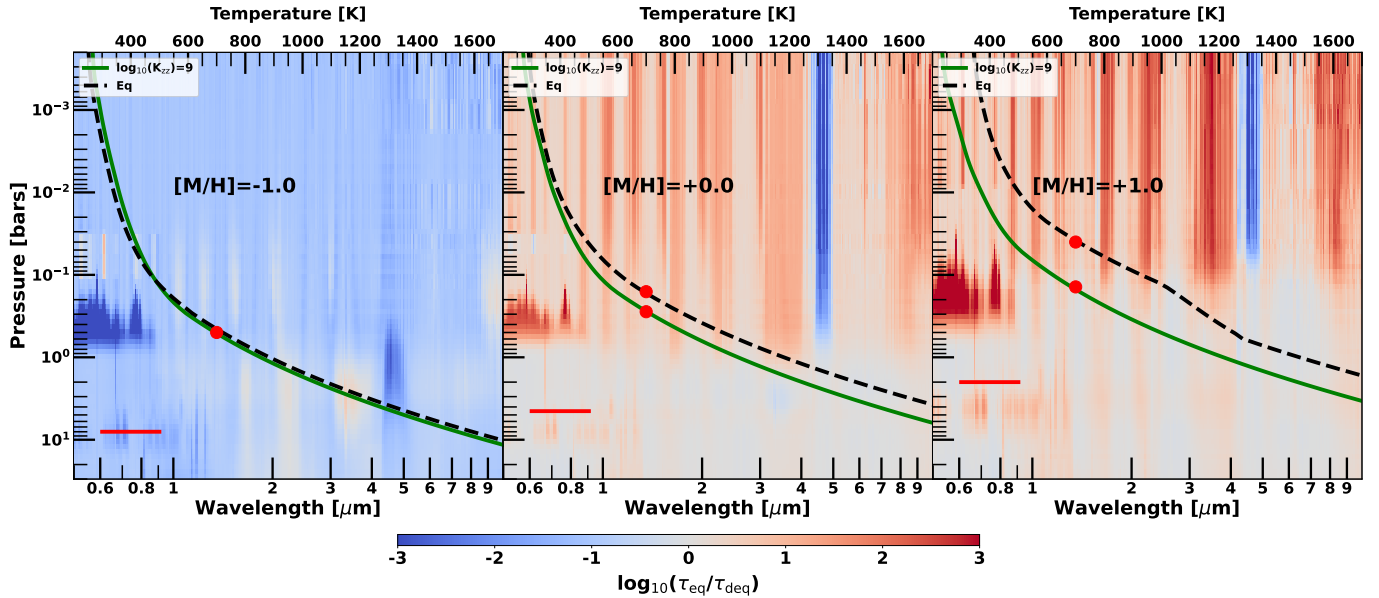 Temperature [K]
Temperature [K]
Temperature [K]
400 600 800 1000 1200 1400 1600
400 600 800 1000 1200 1400 1600
400 600 800 1000 1200 1400 1600
log₁₀(K_zz)=9
Eq
log₁₀(K_zz)=9
Eq
log₁₀(K_zz)=9
Eq
Pressure [bars]
10⁻³
10⁻²
10⁻¹
10⁰
10¹
[M/H]=-1.0
[M/H]=+0.0
[M/H]=+1.0
0.6 0.8 1 2 3 4 5 6 7 8 9
0.6 0.8 1 2 3 4 5 6 7 8 9
0.6 0.8 1 2 3 4 5 6 7 8 9
Wavelength [μm]
Wavelength [μm]
Wavelength [μm]
-3 -2 -1 0 1 2 3
log₁₀(τ_eq/τ_deq)